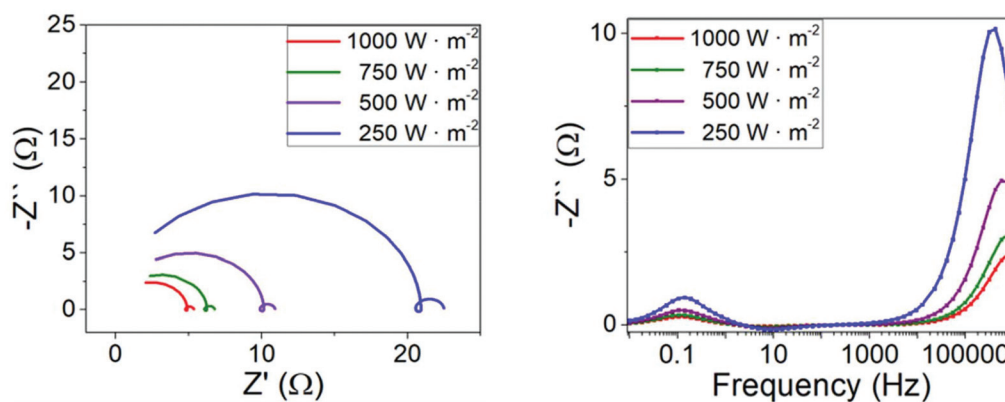 25
20
15
10
5
0
-Z`` (Ω)
1000 W · m-2
750 W · m-2
500 W · m-2
250 W · m-2
0 10 20
Z' (Ω)
10
5
0
-Z`` (Ω)
1000 W · m-2
750 W · m-2
500 W · m-2
250 W · m-2
0.1 10 1000 100000
Frequency (Hz)